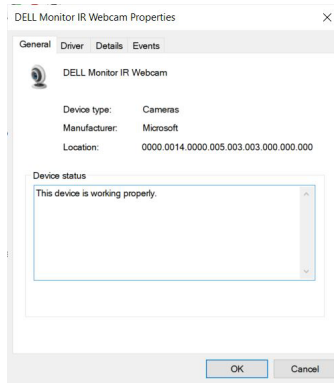 DELL Monitor IR Webcam Properties
General Driver Details Events
DELL Monitor IR Webcam
Device type: Cameras
Manufacturer: Microsoft
Location: 0000.0014.0000.005.003.003.000.000.000
Device status
This device is working properly.
OK Cancel